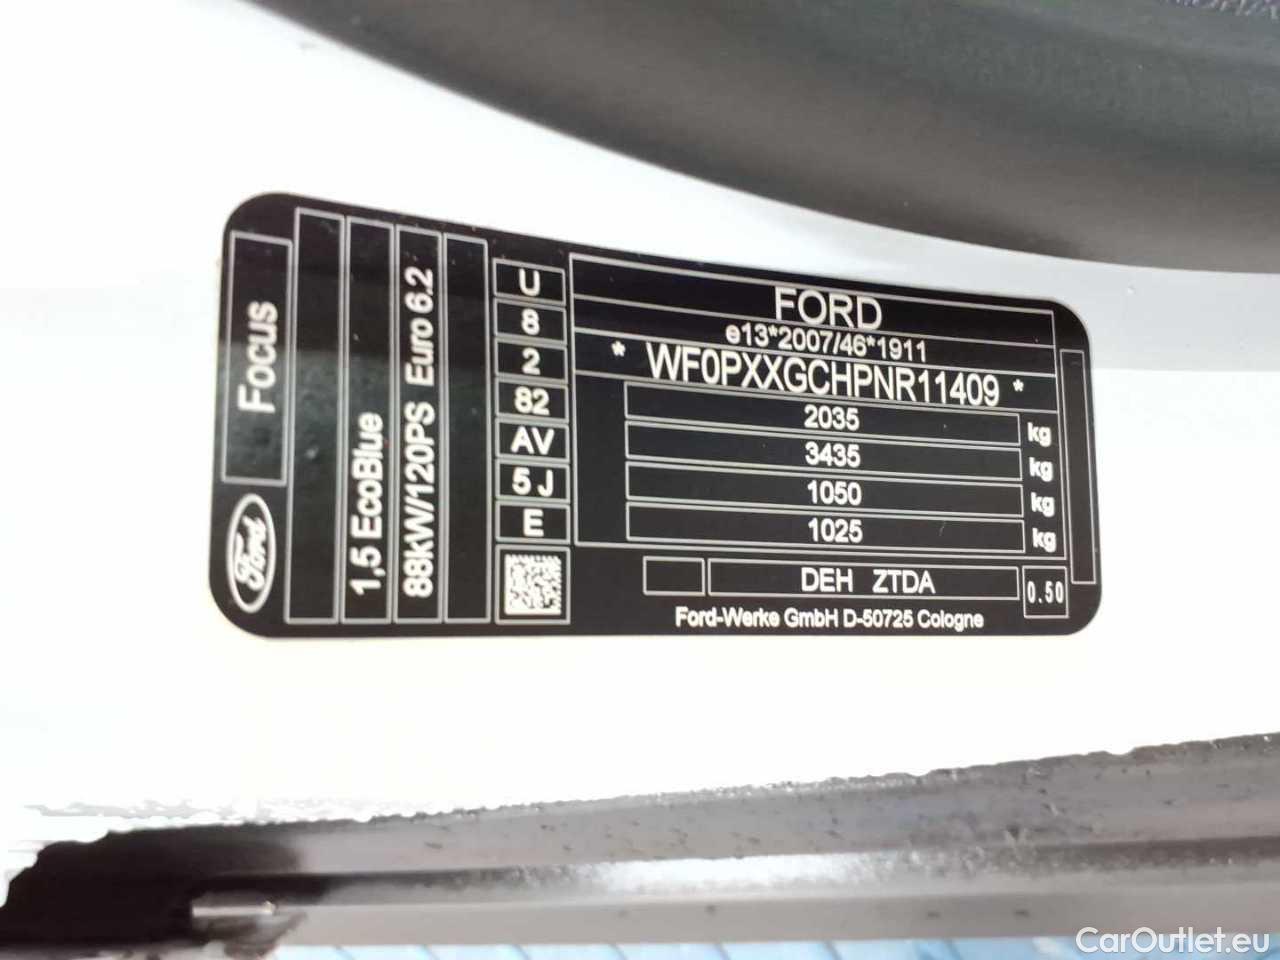 Focus
Ford
1,5 EcoBlue
88kW/120PS Euro 6.2
U
8
2
82
AV
5 J
E
FORD
e13*2007/46*1911
* WF0PXXGCHPNR11409 *
2035 kg
3435 kg
1050 kg
1025 kg
DEH ZTDA
0.50
Ford-Werke GmbH D-50725 Cologne
CarOutlet.eu